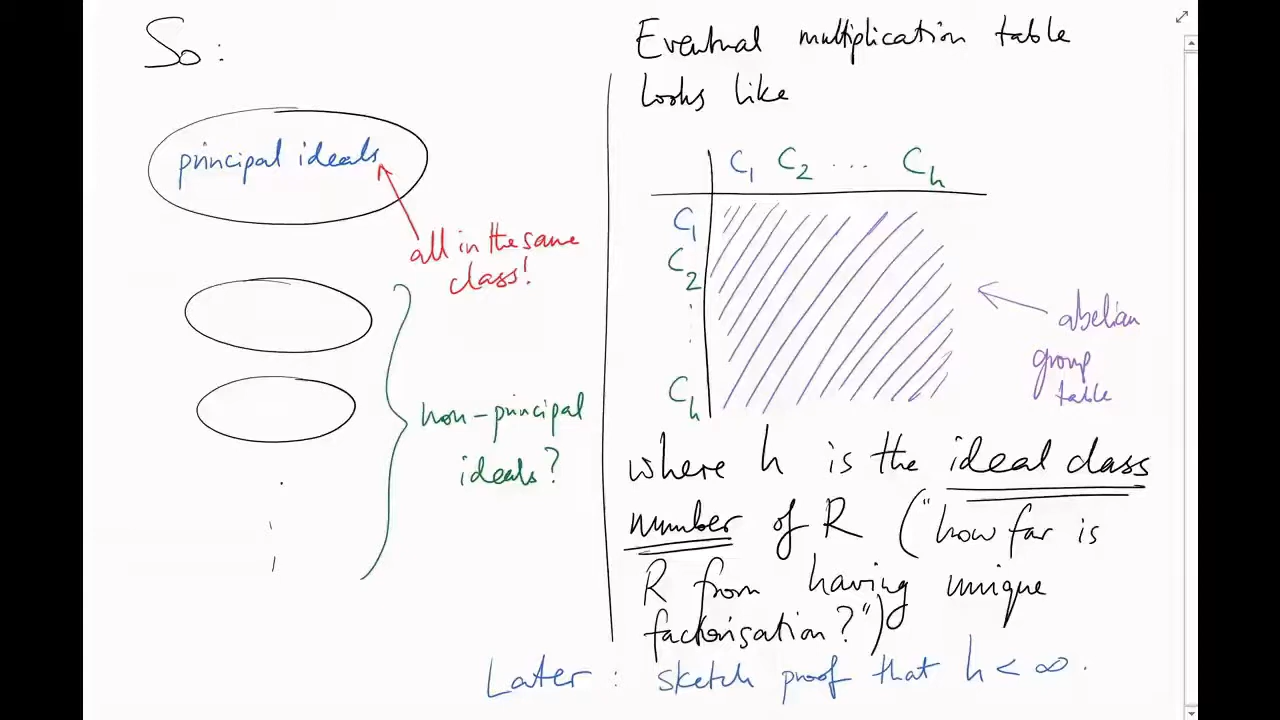 So:
principal ideals
all in the same
class!
non-principal
ideals?
Eventual multiplication table
looks like
C1 C2 ... Ch
C1
C2
⋮
Ch
abelian
group
table
where h is the ideal class
number of R ("how far is
R from having unique
factorisation?")
Later: sketch proof that h < ∞.